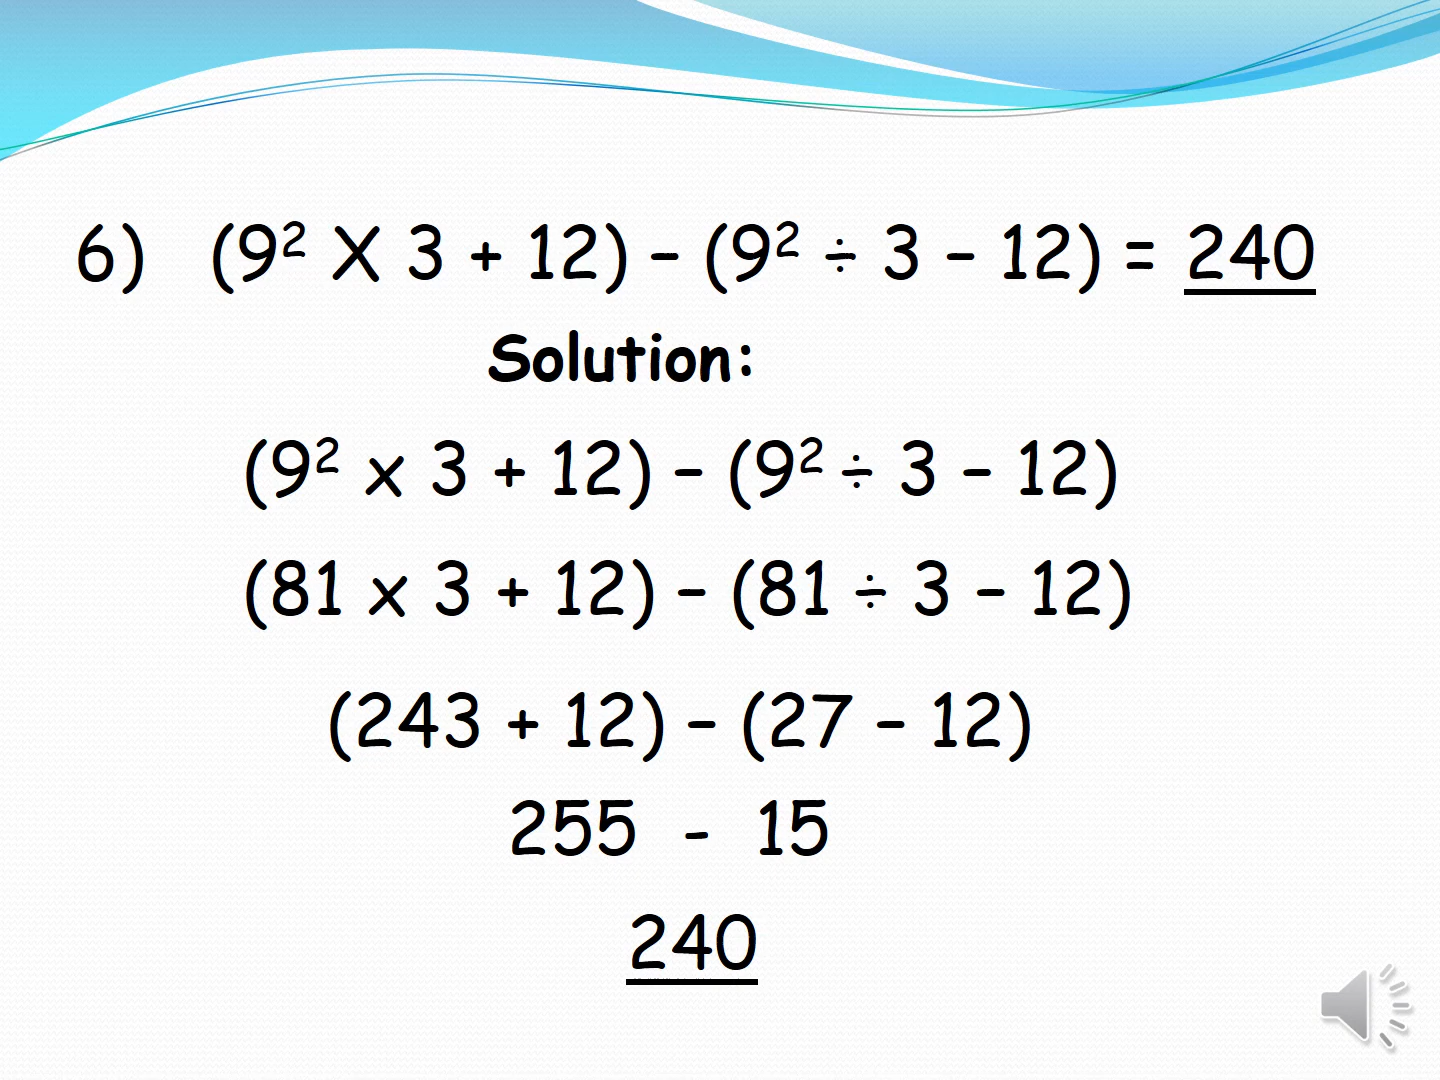 6) (9² X 3 + 12) – (9² ÷ 3 – 12) = 240
Solution:
(9² x 3 + 12) – (9² ÷ 3 – 12)
(81 x 3 + 12) – (81 ÷ 3 – 12)
(243 + 12) – (27 – 12)
255 - 15
240